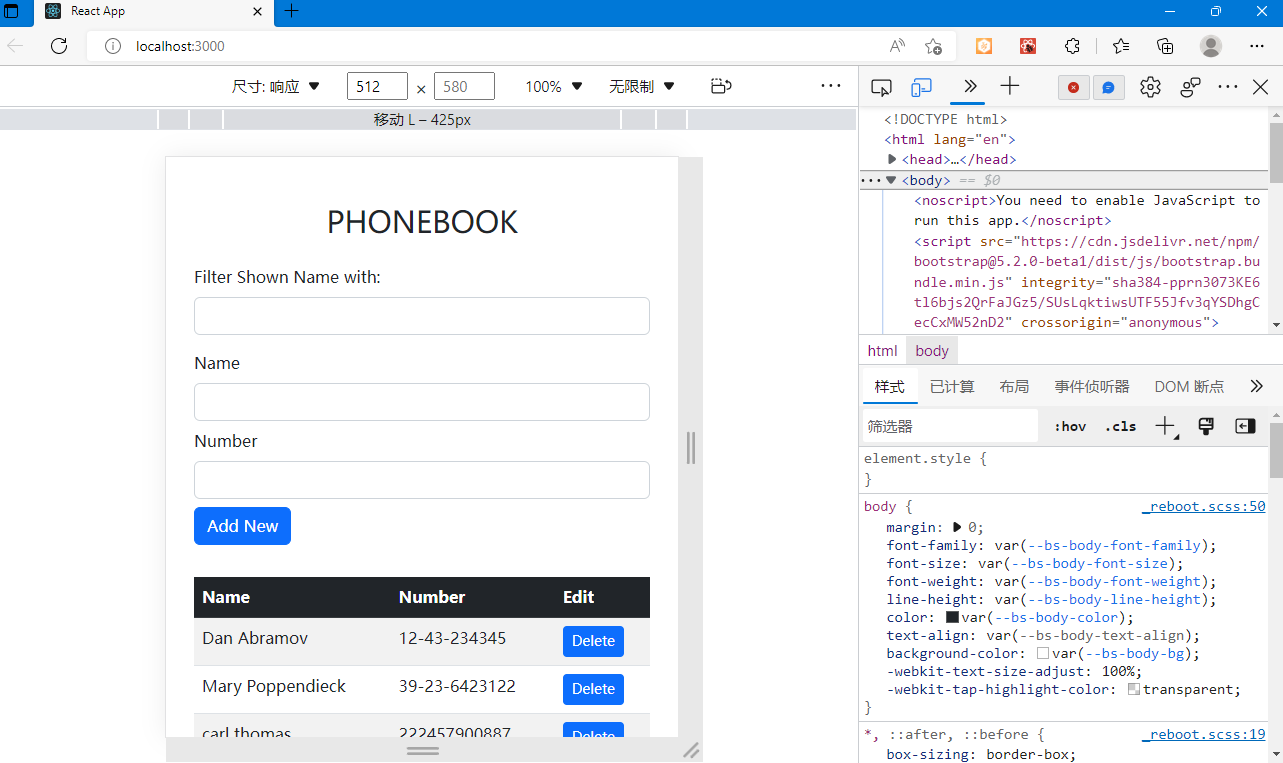 React App
localhost:3000
尺寸: 响应 512 × 580 100% 无限制
移动 L – 425px
PHONEBOOK
Filter Shown Name with:
Name
Number
Add New
Name Number Edit
Dan Abramov 12-43-234345 Delete
Mary Poppendieck 39-23-6423122 Delete
carl thomas 222457900887 Delete
<!DOCTYPE html>
<html lang="en">
<head>…</head>
<body> == $0
<noscript>You need to enable JavaScript to
run this app.</noscript>
<script src="https://cdn.jsdelivr.net/npm/
bootstrap@5.2.0-beta1/dist/js/bootstrap.bu
ndle.min.js" integrity="sha384-pprn3073KE6
tl6bjs2QrFaJGz5/SUsLqktiwsUTF55Jfv3qYSDhgC
ecCxMW52nD2" crossorigin="anonymous">
html body
样式 已计算 布局 事件侦听器 DOM 断点
筛选器 :hov .cls
element.style {
}
body { _reboot.scss:50
margin: 0;
font-family: var(--bs-body-font-family);
font-size: var(--bs-body-font-size);
font-weight: var(--bs-body-font-weight);
line-height: var(--bs-body-line-height);
color: var(--bs-body-color);
text-align: var(--bs-body-text-align);
background-color: var(--bs-body-bg);
-webkit-text-size-adjust: 100%;
-webkit-tap-highlight-color: transparent;
}
*, ::after, ::before { _reboot.scss:19
box-sizing: border-box;